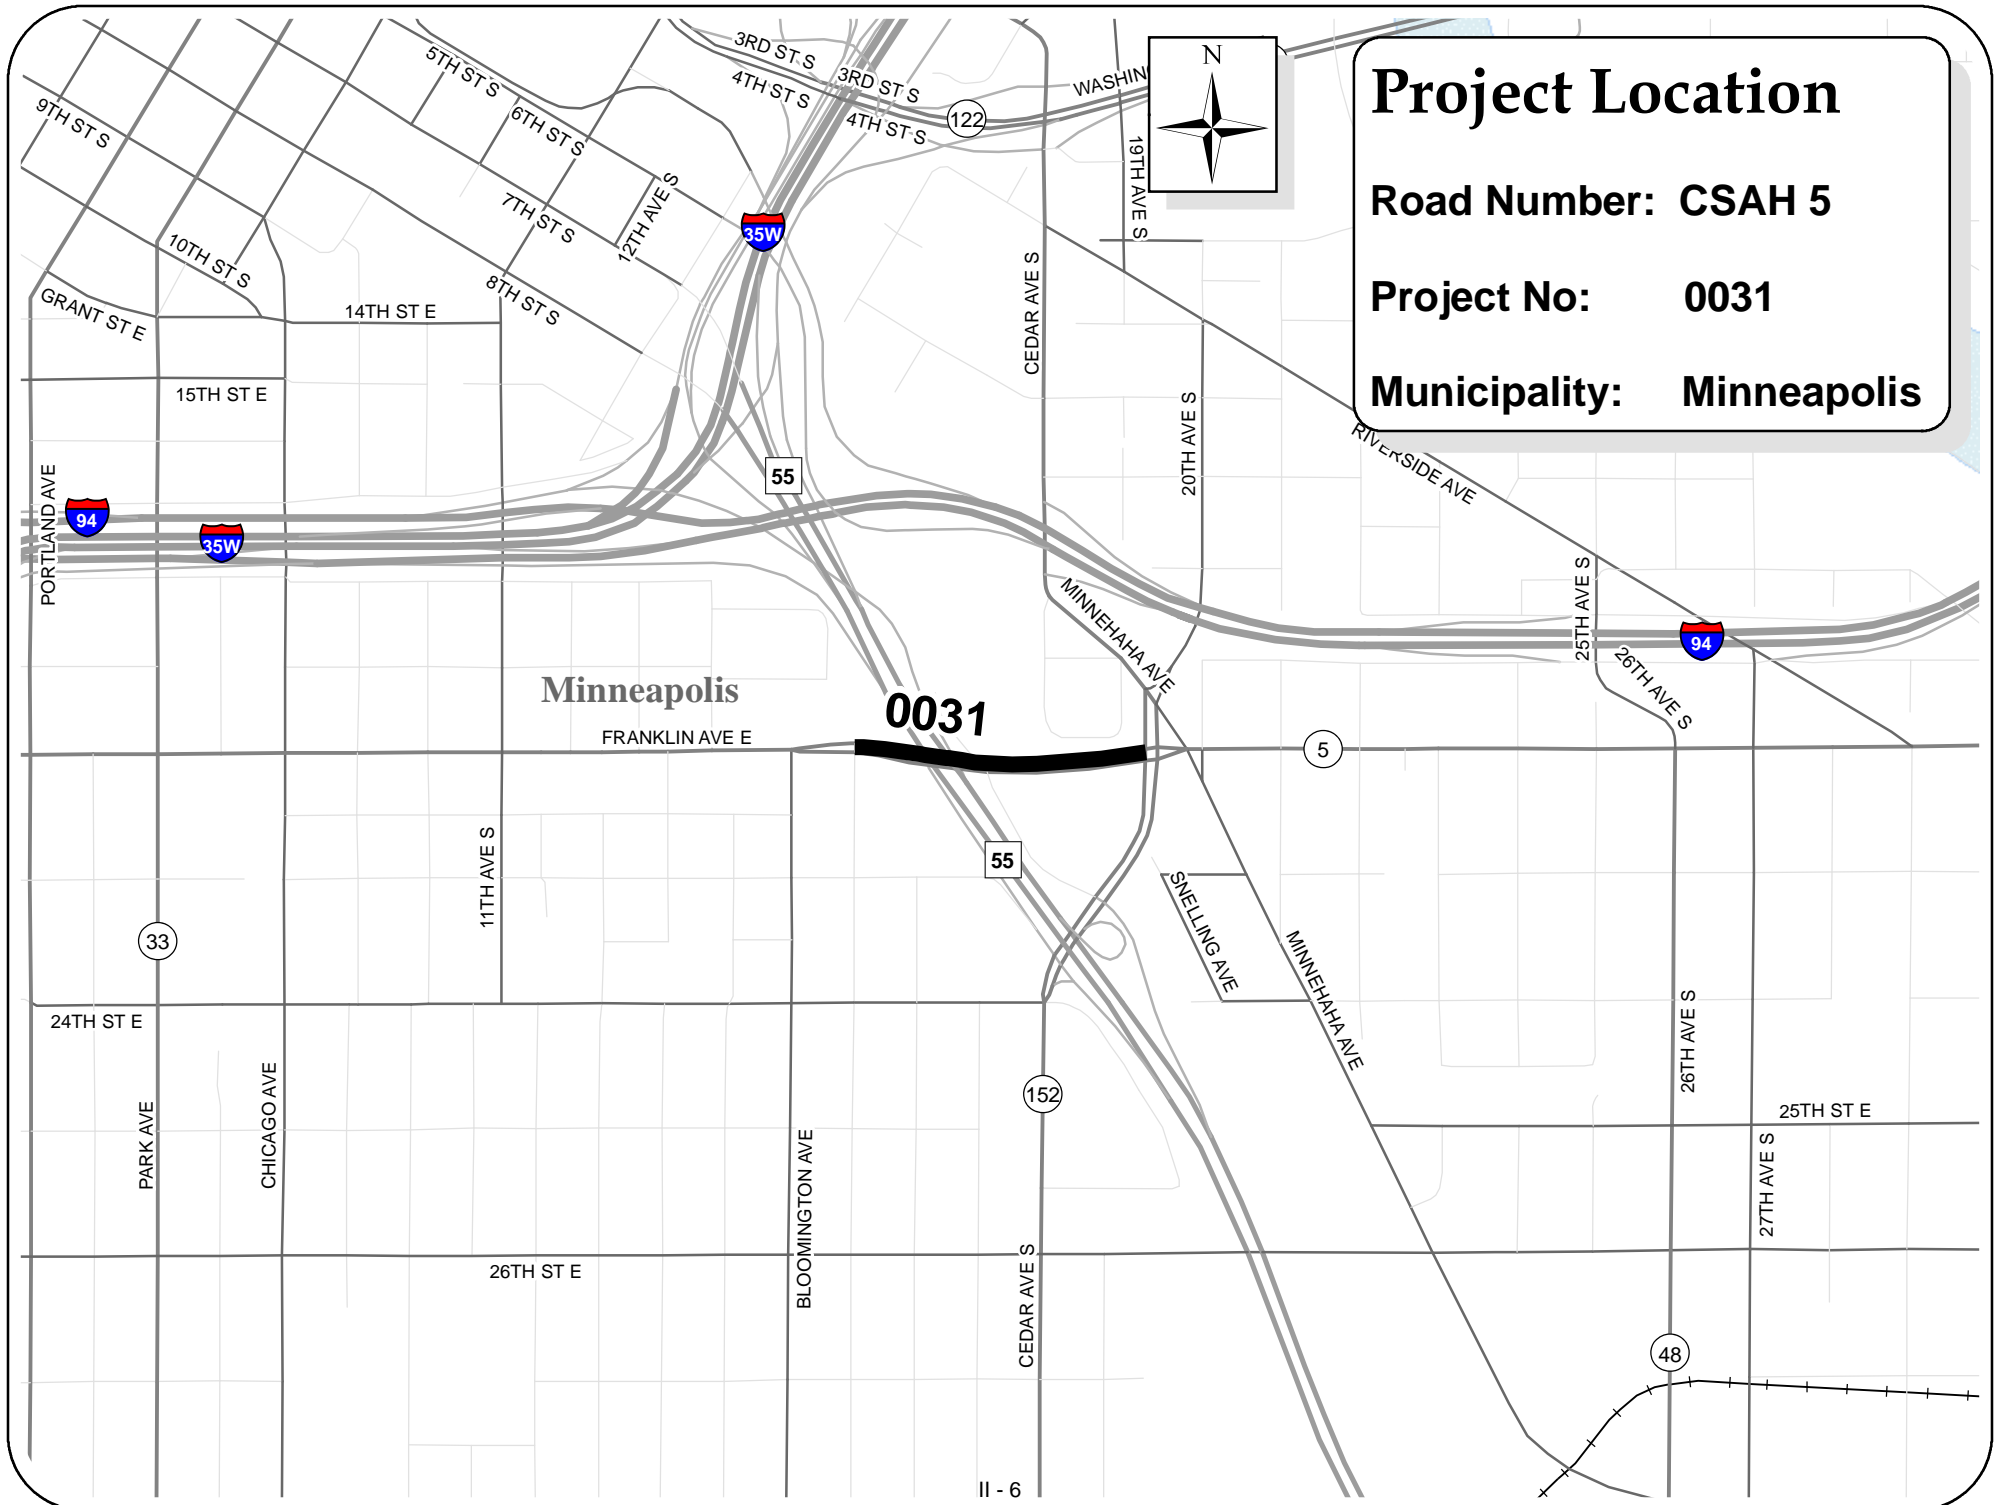 Project Location
Road Number: CSAH 5
Project No: 0031
Municipality: Minneapolis
N
3RD ST S
4TH ST S
3RD ST S
4TH ST S
122
WASHIN
5TH ST S
6TH ST S
7TH ST S
8TH ST S
9TH ST S
10TH ST S
12TH AVE S
19TH AVE S
GRANT ST E
14TH ST E
15TH ST E
35W
CEDAR AVE S
20TH AVE S
RIVERSIDE AVE
55
PORTLAND AVE
94
35W
MINNEHAHA AVE
25TH AVE S
26TH AVE S
94
Minneapolis
0031
FRANKLIN AVE E
5
11TH AVE S
55
SNELLING AVE
MINNEHAHA AVE
33
24TH ST E
152
26TH AVE S
25TH ST E
27TH AVE S
PARK AVE
CHICAGO AVE
BLOOMINGTON AVE
CEDAR AVE S
26TH ST E
48
II - 6